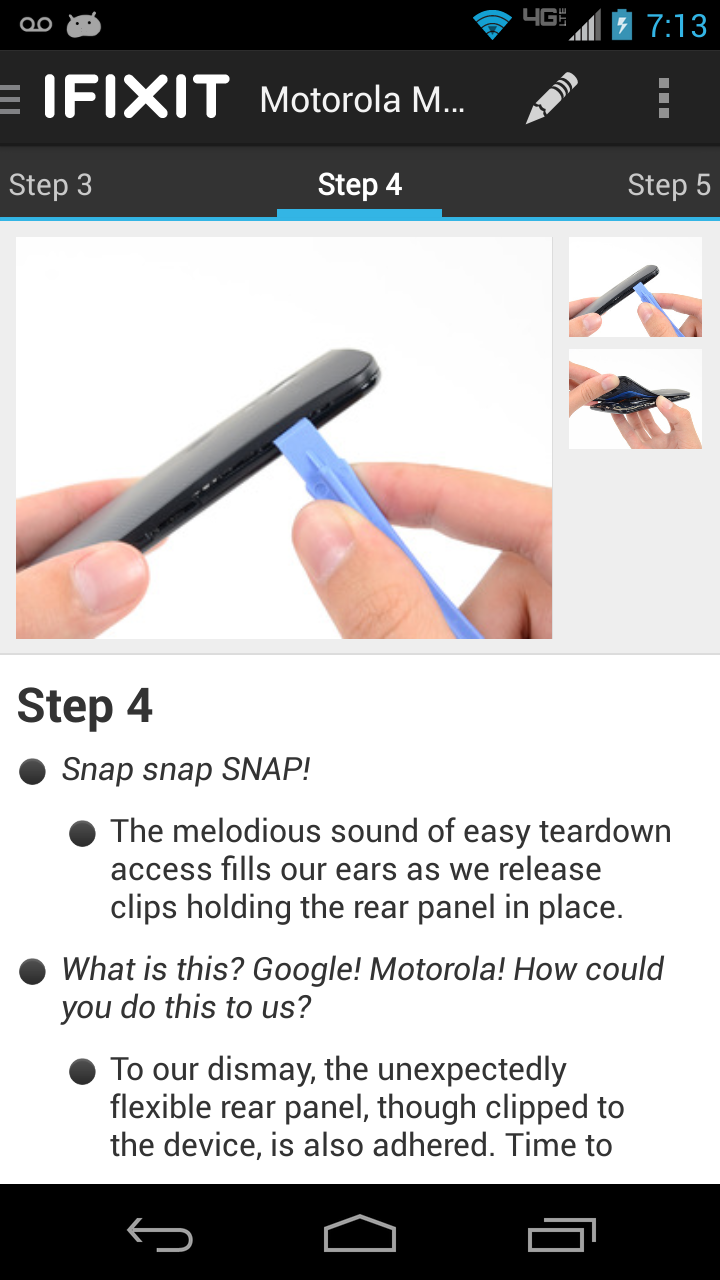 4G LTE 7:13
IFIXIT Motorola M...
Step 3 Step 4 Step 5
Step 4
Snap snap SNAP!
The melodious sound of easy teardown
access fills our ears as we release
clips holding the rear panel in place.
What is this? Google! Motorola! How could
you do this to us?
To our dismay, the unexpectedly
flexible rear panel, though clipped to
the device, is also adhered. Time to